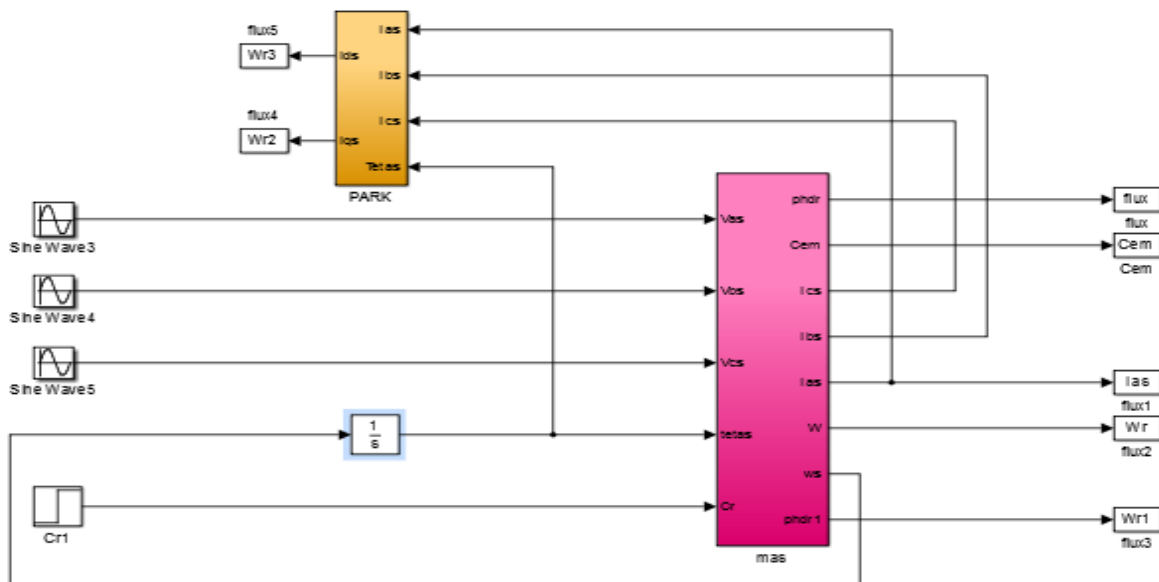 flux5
Wr3
flux4
Wr2
Ias
Ibs
Ics
Tetas
Ids
Iqs
PARK
Sine Wave3
Sine Wave4
Sine Wave5
1
s
Cr1
Vas
Vbs
Vcs
tetas
Cr
phdr
Cem
Ics
Ibs
Ias
W
ws
phdr1
mas
flux
flux
Cem
Cem
Ias
flux1
Wr
flux2
Wr1
flux3